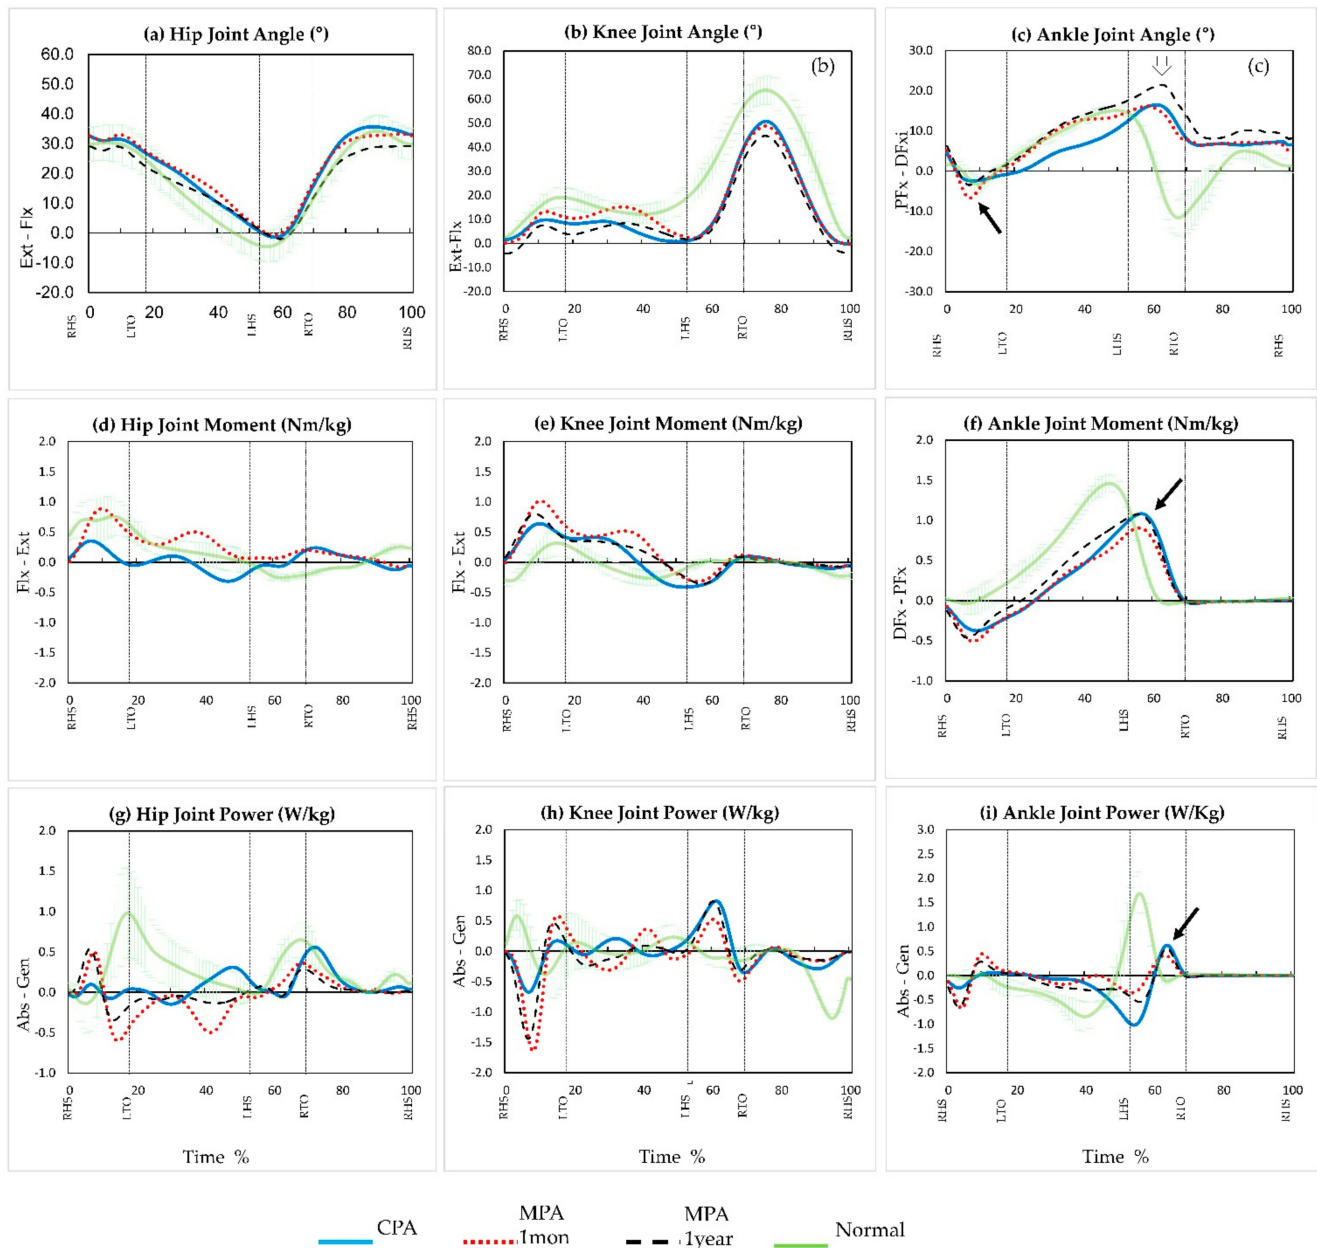 (a) Hip Joint Angle (°)
Ext - Flx
60.0
50.0
40.0
30.0
20.0
10.0
0.0
-10.0
-20.0
0 20 40 60 80 100
RHS LTO LHS RTO RHS
(b) Knee Joint Angle (°)
(b)
Ext-Flx
80.0
70.0
60.0
50.0
40.0
30.0
20.0
10.0
0.0
-10.0
-20.0
0 20 40 60 80 100
RHS LTO LHS RTO RHS
(c) Ankle Joint Angle (°)
(c)
PFx - DFxi
30.0
20.0
10.0
0.0
-10.0
-20.0
-30.0
0 20 40 60 80 100
RHS LTO LHS RTO RHS
(d) Hip Joint Moment (Nm/kg)
Flx - Ext
2.0
1.5
1.0
0.5
0.0
-0.5
-1.0
-1.5
-2.0
0 20 40 60 80 100
RHS LTO LHS RTO RHS
(e) Knee Joint Moment (Nm/kg)
Flx - Ext
2.0
1.5
1.0
0.5
0.0
-0.5
-1.0
-1.5
-2.0
0 20 40 60 80 100
RHS LTO LHS RTO RHS
(f) Ankle Joint Moment (Nm/kg)
DFx - PFx
2.0
1.5
1.0
0.5
0.0
-0.5
-1.0
0 20 40 60 80 100
RHS LTO LHS RTO RHS
(g) Hip Joint Power (W/kg)
Abs - Gen
2.0
1.5
1.0
0.5
0.0
-0.5
-1.0
0 20 40 60 80 100
RHS LTO LHS RTO RHS
Time %
(h) Knee Joint Power (W/kg)
Abs - Gen
2.0
1.5
1.0
0.5
0.0
-0.5
-1.0
-1.5
-2.0
0 20 40 60 80 100
RHS LTO LHS RTO RHS
(i) Ankle Joint Power (W/Kg)
Abs - Gen
3.0
2.0
1.5
1.0
0.5
0.0
-0.5
-1.0
-1.5
-2.0
0 20 40 60 80 100
RHS LTO LHS RTO RHS
Time %
CPA
MPA
1mon
MPA
1year
Normal